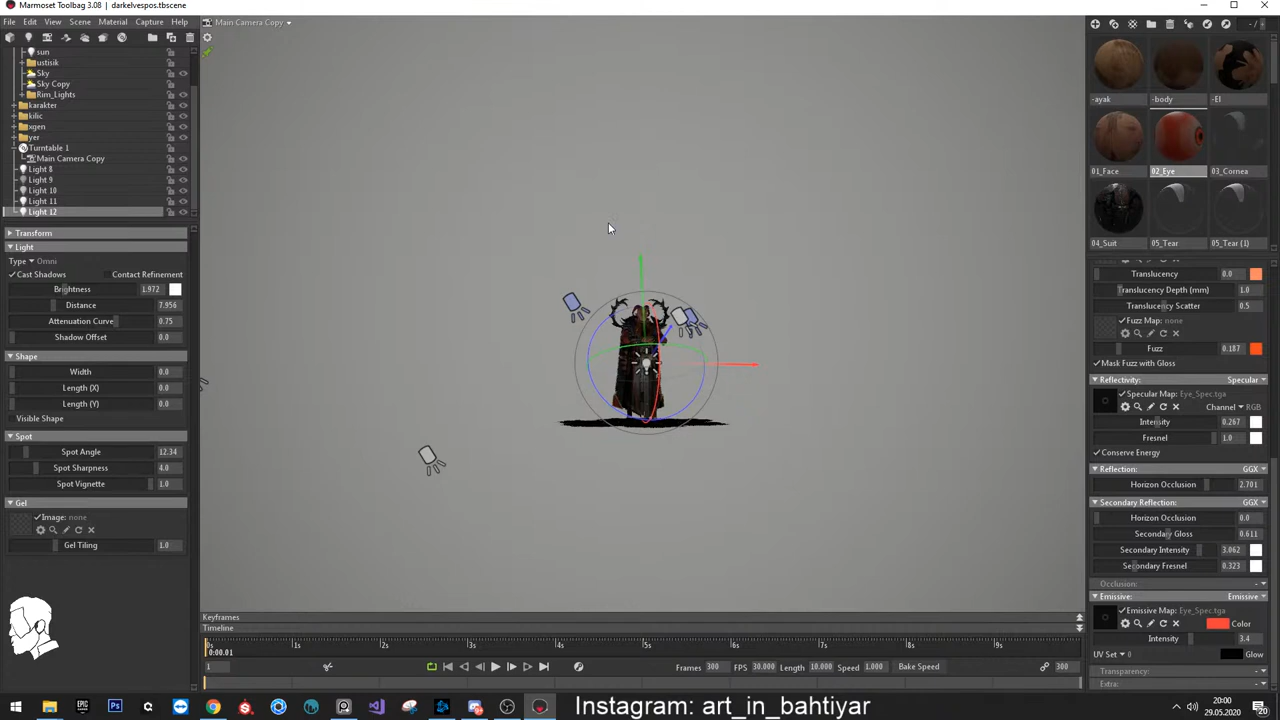 Marmoset Toolbag 3.08 - darkelvespos.tbscene
File Edit View Scene Material Capture Help
Main Camera Copy
sun
ustisik
Sky
Sky Copy
Rim_Lights
karakter
kilic
xgen
yer
Turntable 1
Main Camera Copy
Light 8
Light 9
Light 10
Light 11
Light 12
Transform
Light
Type Omni
Cast Shadows Contact Refinement
Brightness 1.972
Distance 7.956
Attenuation Curve 0.75
Shadow Offset 0.0
Shape
Width 0.0
Length (X) 0.0
Length (Y) 0.0
Visible Shape
Spot
Spot Angle 12.34
Spot Sharpness 4.0
Spot Vignette 1.0
Gel
Image: none
Gel Tiling 1.0
-ayak -body -El
01_Face 02_Eye 03_Cornea
04_Suit 05_Tear 05_Tear (1)
Translucency 0.0
Translucency Depth (mm) 1.0
Translucency Scatter 0.5
Fuzz Map: none
Fuzz 0.187
Mask Fuzz with Gloss
Reflectivity: Specular
Specular Map: Eye_Spec.tga
Channel RGB
Intensity 0.267
Fresnel 1.0
Conserve Energy
Reflection: GGX
Horizon Occlusion 2.701
Secondary Reflection: GGX
Horizon Occlusion 0.0
Secondary Gloss 0.611
Secondary Intensity 3.062
Secondary Fresnel 0.323
Occlusion:
Emissive: Emissive
Emissive Map: Eye_Spec.tga
Color
Intensity 3.4
UV Set 0 Glow
Transparency:
Extra:
Keyframes
Timeline
0s 1s 2s 3s 4s 5s 6s 7s 8s 9s
0:00.01
1 Frames 300 FPS 30.000 Length 10.000 Speed 1.000 Bake Speed 300
Instagram: art_in_bahtiyar
20:00
29.05.2020
20